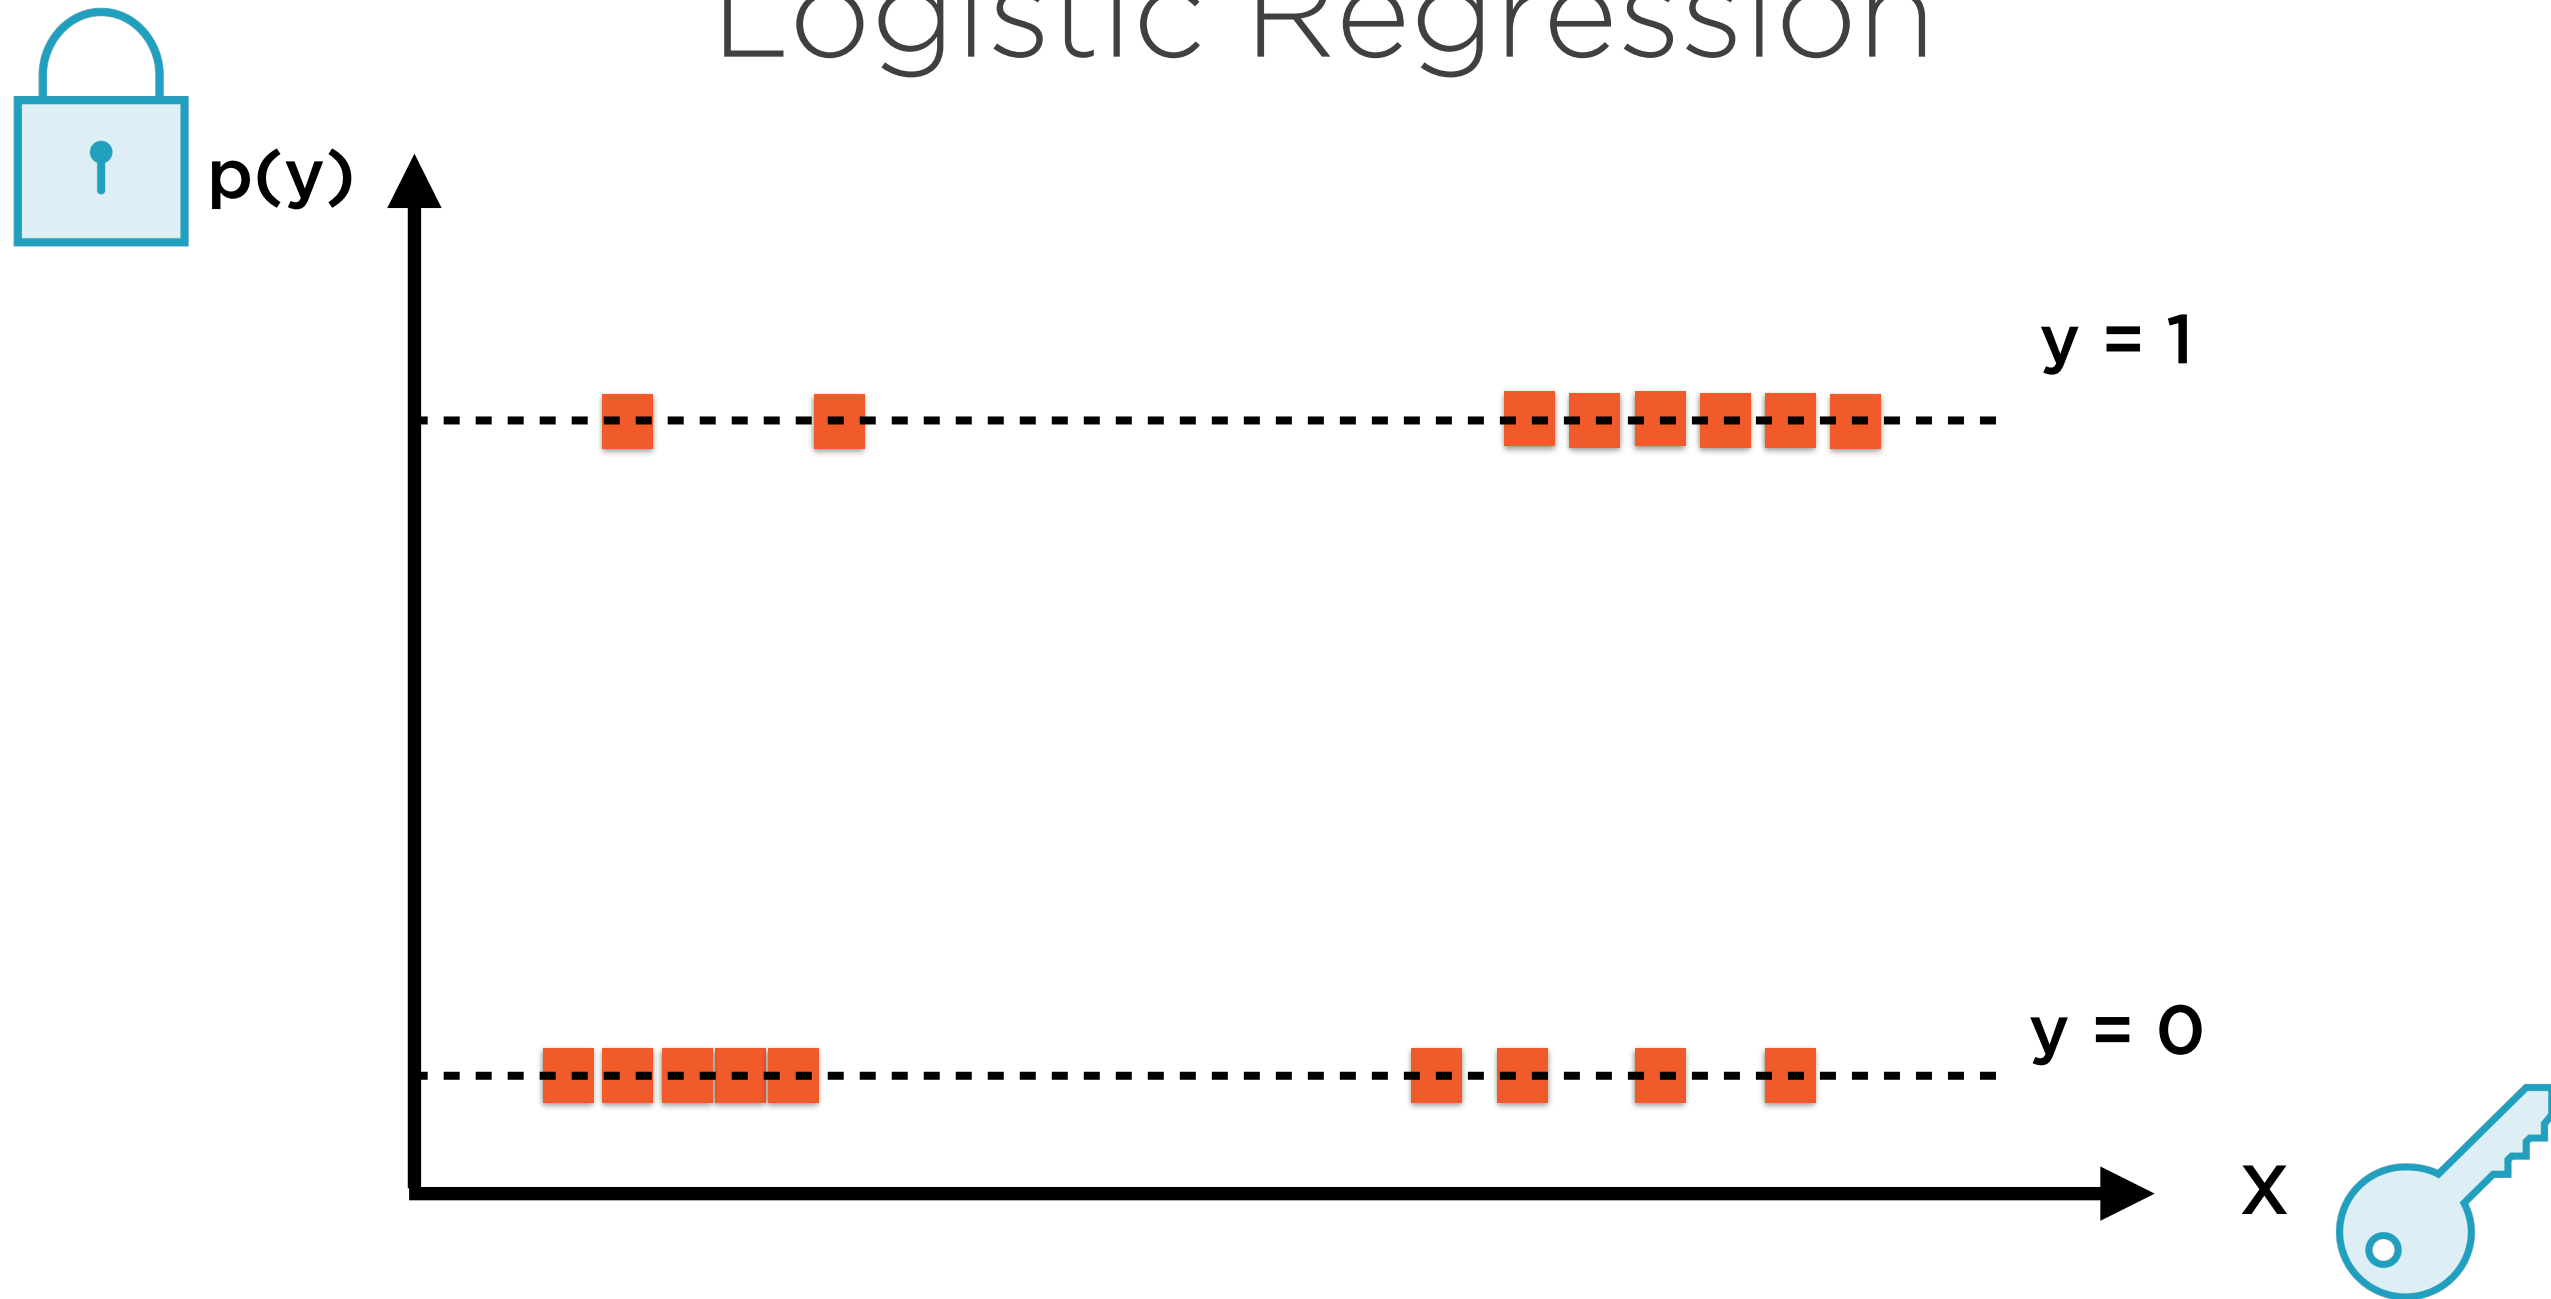 Logistic Regression
p(y)
y = 1
y = 0
X